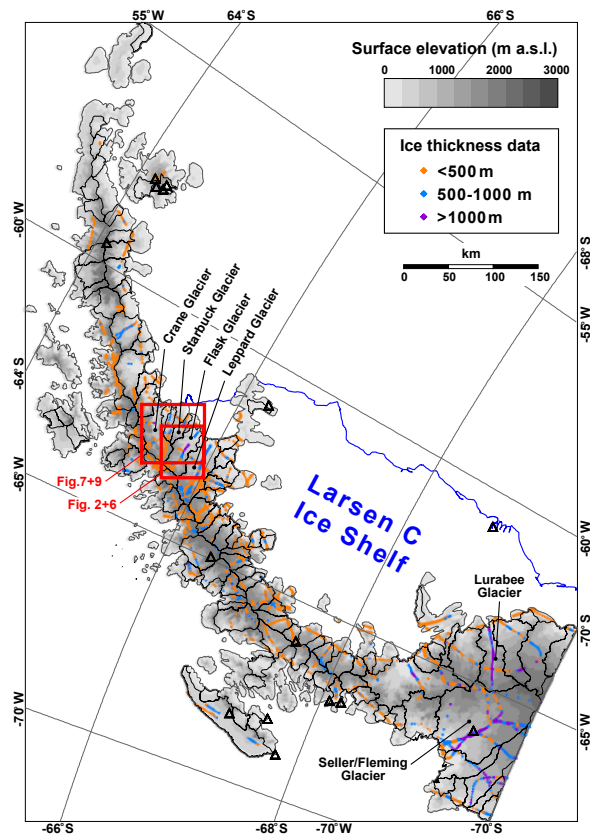 55°W
64°S
66°S
Surface elevation (m a.s.l.)
0 1000 2000 3000
Ice thickness data
<500 m
500-1000 m
>1000m
km
0 50 100 150
-60°W
-68°S
-55°W
Crane Glacier
Starbuck Glacier
Flask Glacier
Leppard Glacier
-64°S
-65°W
Fig.7+9
Fig. 2+6
Larsen C
Ice Shelf
-60°W
Lurabee
Glacier
-70°S
-70°W
-65°W
Seller/Fleming
Glacier
-66°S
-68°S
-70°W
-70°S